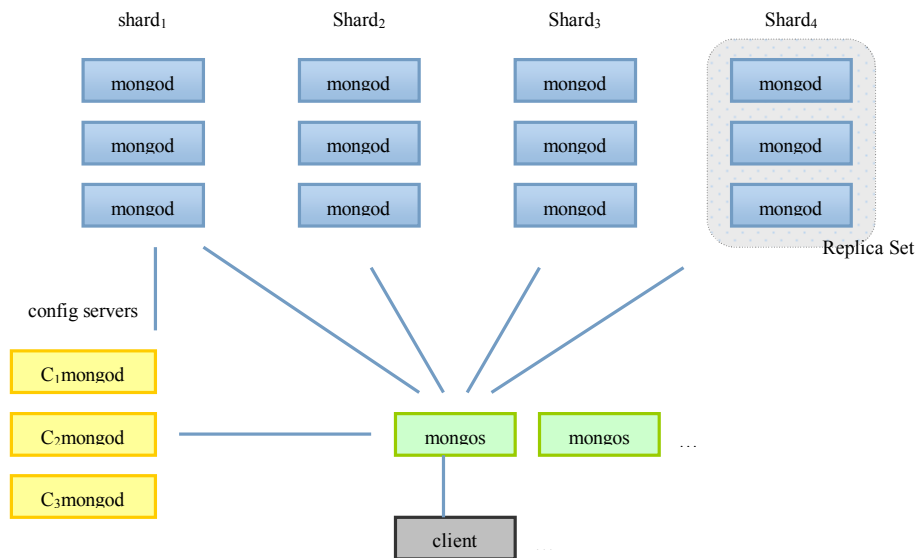 shard₁ Shard₂ Shard₃ Shard₄
mongod mongod mongod mongod
mongod mongod mongod mongod
mongod mongod mongod mongod
Replica Set
config servers
C₁mongod
C₂mongod mongos mongos ...
C₃mongod
client ...